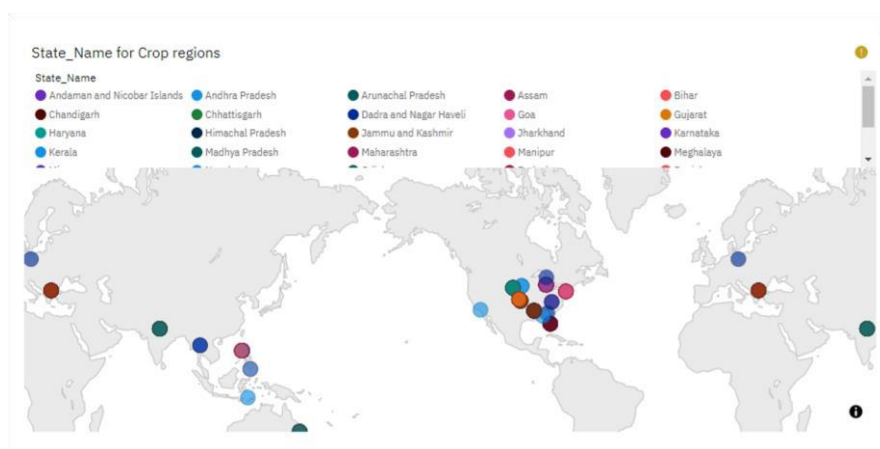 State_Name for Crop regions
State_Name
Andaman and Nicobar Islands Andhra Pradesh Arunachal Pradesh Assam Bihar
Chandigarh Chhattisgarh Dadra and Nagar Haveli Goa Gujarat
Haryana Himachal Pradesh Jammu and Kashmir Jharkhand Karnataka
Kerala Madhya Pradesh Maharashtra Manipur Meghalaya